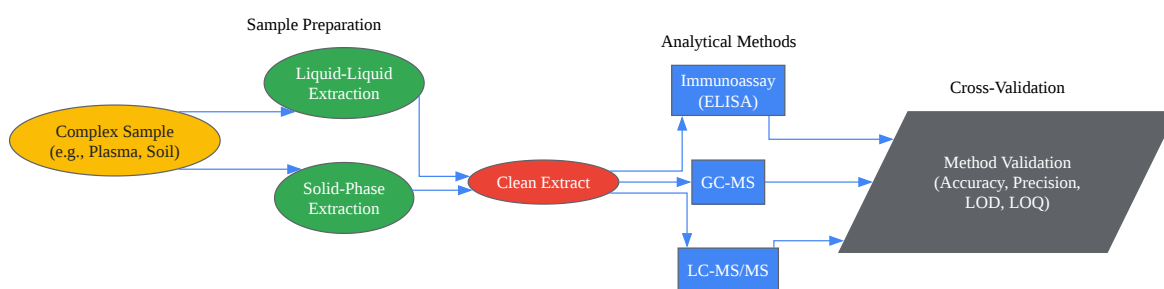 Sample Preparation
Liquid-Liquid
Extraction
Complex Sample
(e.g., Plasma, Soil)
Solid-Phase
Extraction
Clean Extract
Analytical Methods
Immunoassay
(ELISA)
GC-MS
LC-MS/MS
Cross-Validation
Method Validation
(Accuracy, Precision,
LOD, LOQ)